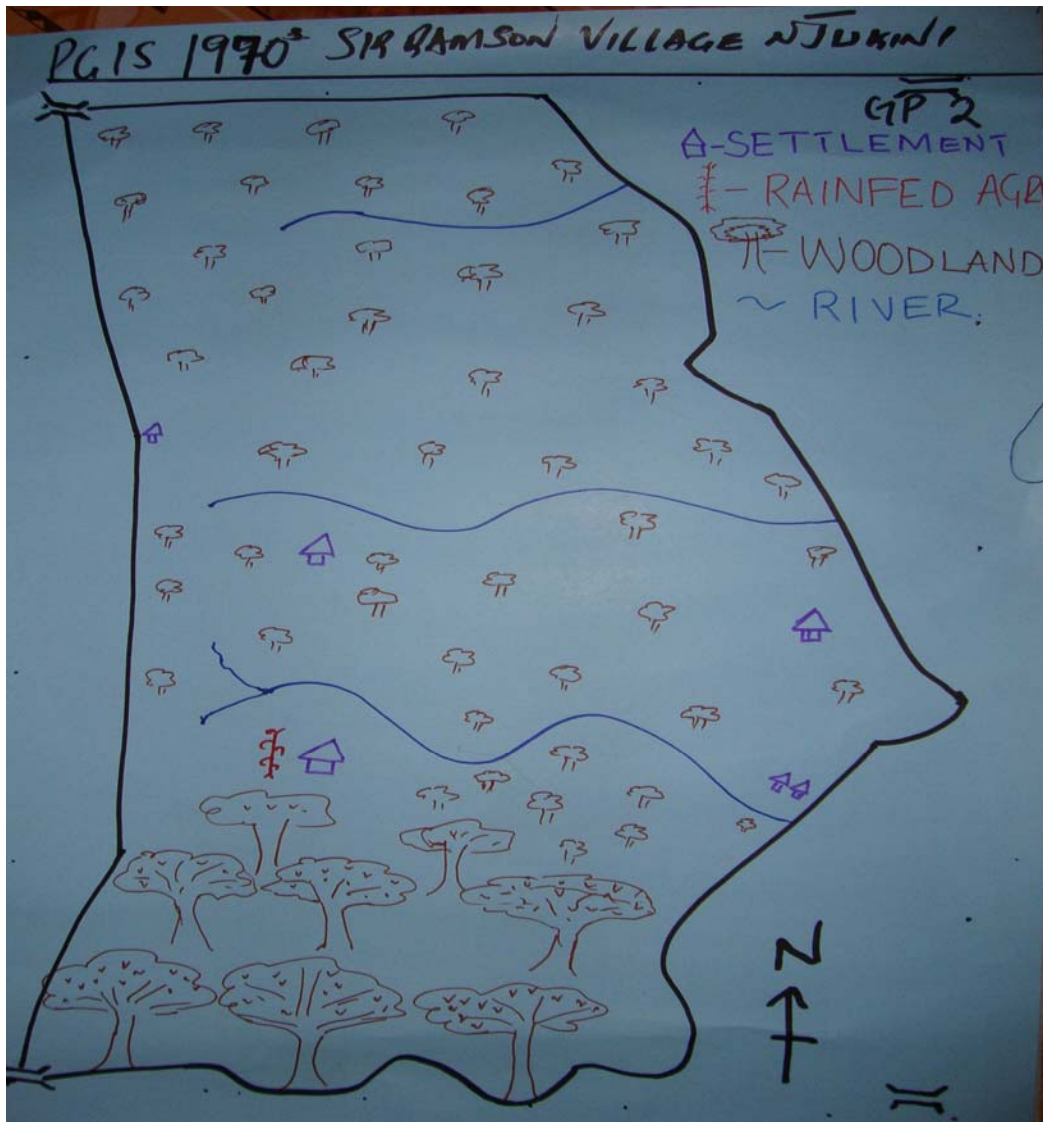 PGIS 1970s SIR RAMSON VILLAGE NJUKINI
GP 2
-SETTLEMENT
- RAINFED AGR
- WOODLAND
~ RIVER.
N